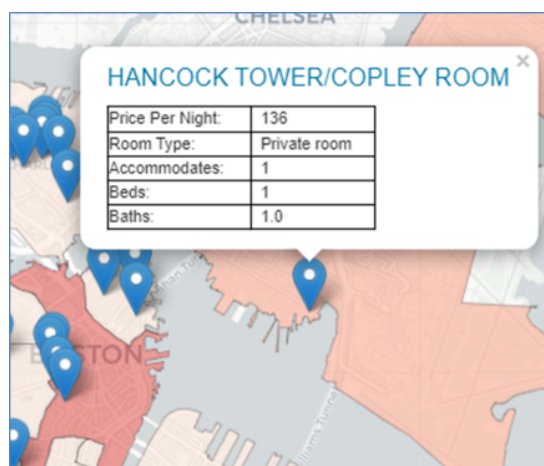 CHELSEA
×
HANCOCK TOWER/COPLEY ROOM
Price Per Night: 136
Room Type: Private room
Accommodates: 1
Beds: 1
Baths: 1.0